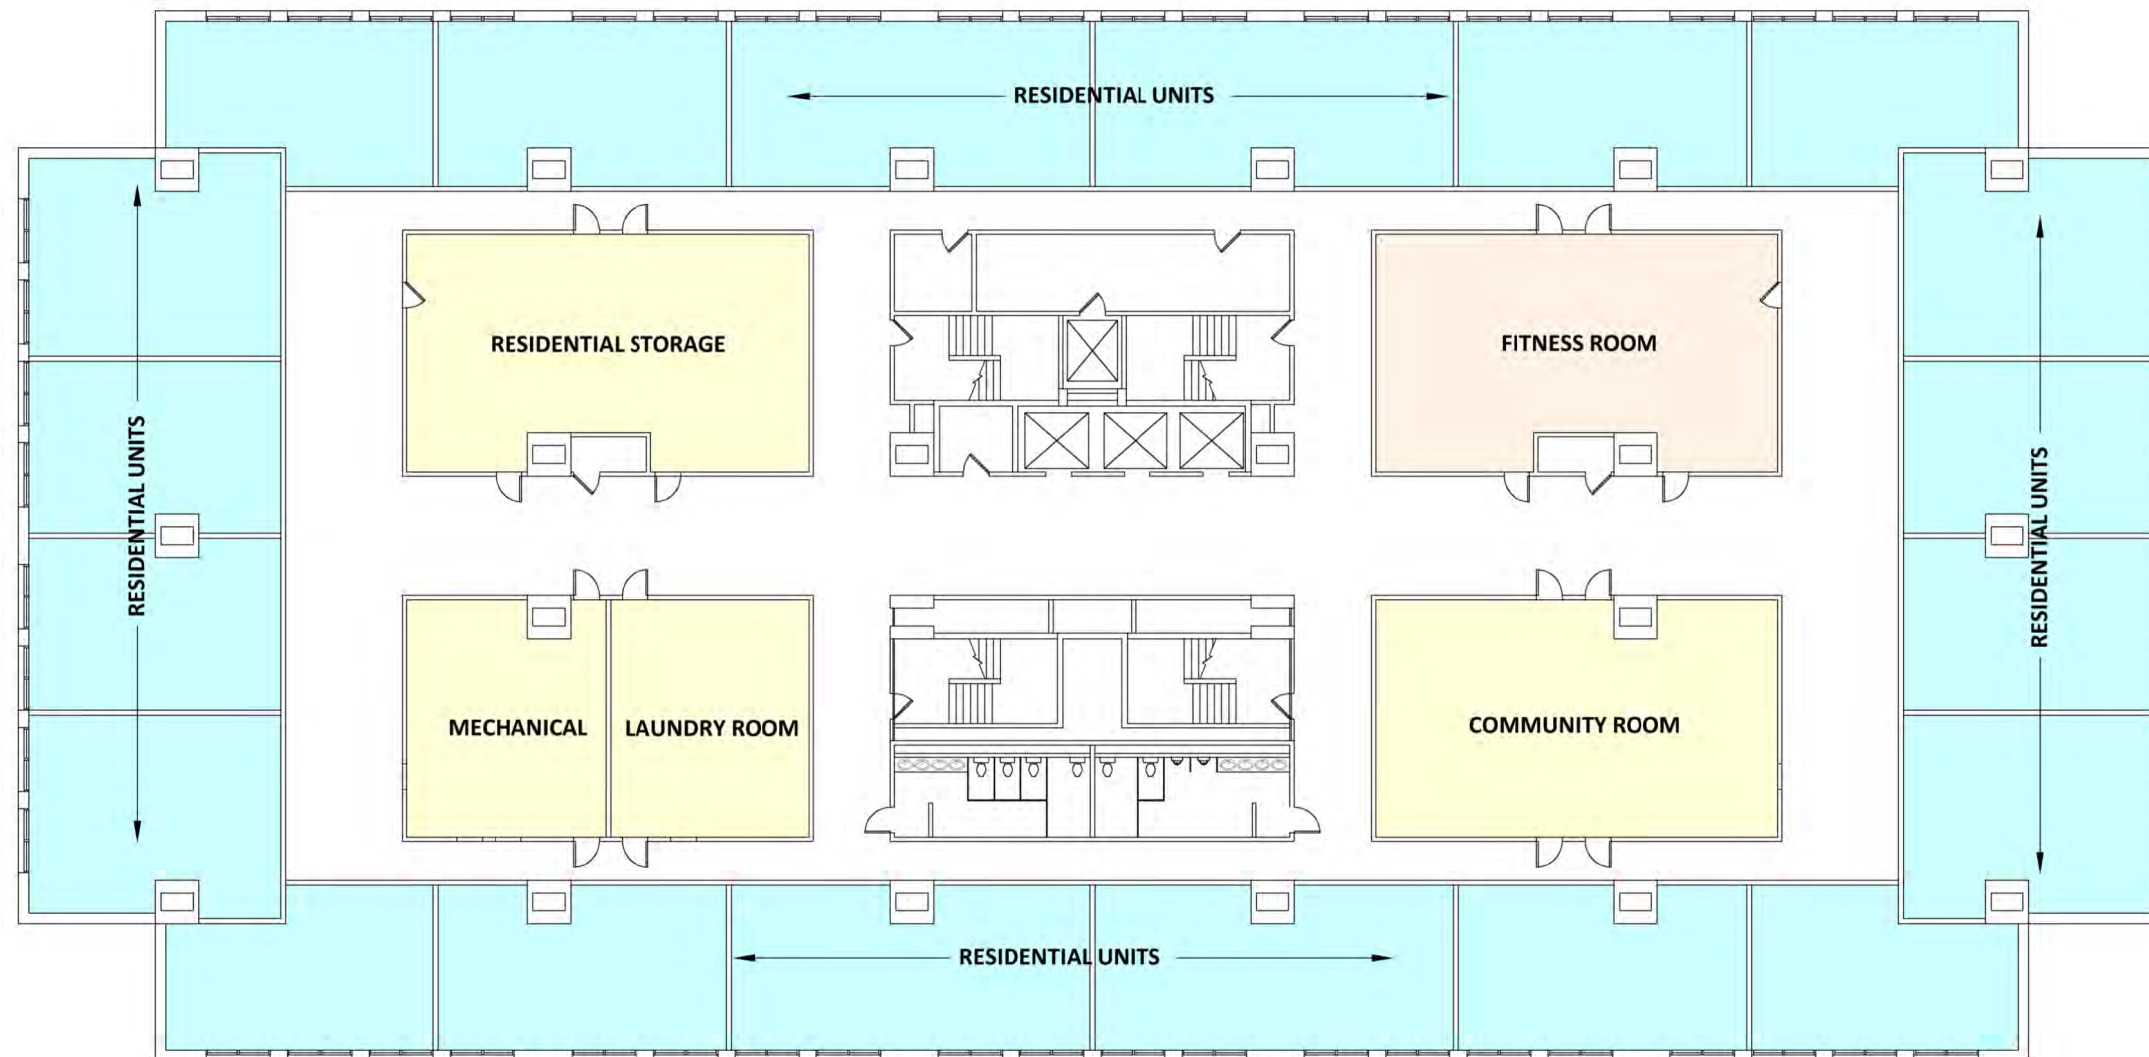 RESIDENTIAL UNITS
RESIDENTIAL STORAGE
FITNESS ROOM
RESIDENTIAL UNITS
RESIDENTIAL UNITS
MECHANICAL
LAUNDRY ROOM
COMMUNITY ROOM
RESIDENTIAL UNITS